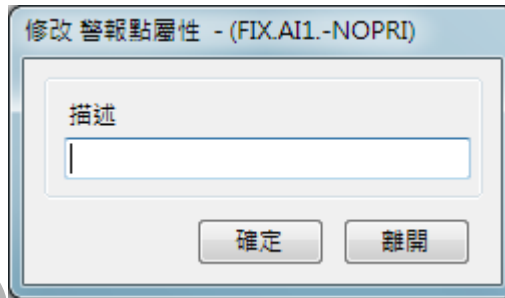 修改 警報點屬性 - (FIX.AI1.-NOPRI)
描述
確定
離開